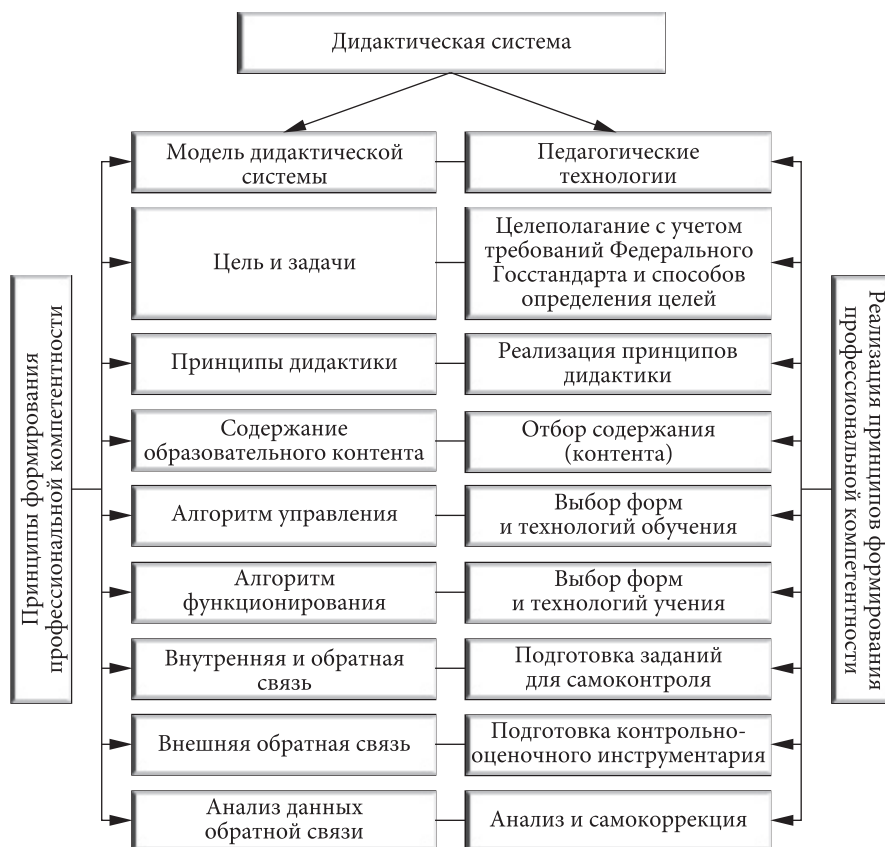 Дидактическая система
Модель дидактической
системы
Педагогические
технологии
Цель и задачи
Целеполагание с учетом
требований Федерального
Госстандарта и способов
определения целей
Принципы дидактики
Реализация принципов
дидактики
Содержание
образовательного контента
Отбор содержания
(контента)
Алгоритм управления
Выбор форм
и технологий обучения
Алгоритм
функционирования
Выбор форм
и технологий учения
Внутренняя и обратная
связь
Подготовка заданий
для самоконтроля
Внешняя обратная связь
Подготовка контрольно-
оценочного инструментария
Анализ данных
обратной связи
Анализ и самокоррекция
Принципы формирования
профессиональной компетентности
Реализация принципов формирования
профессиональной компетентности